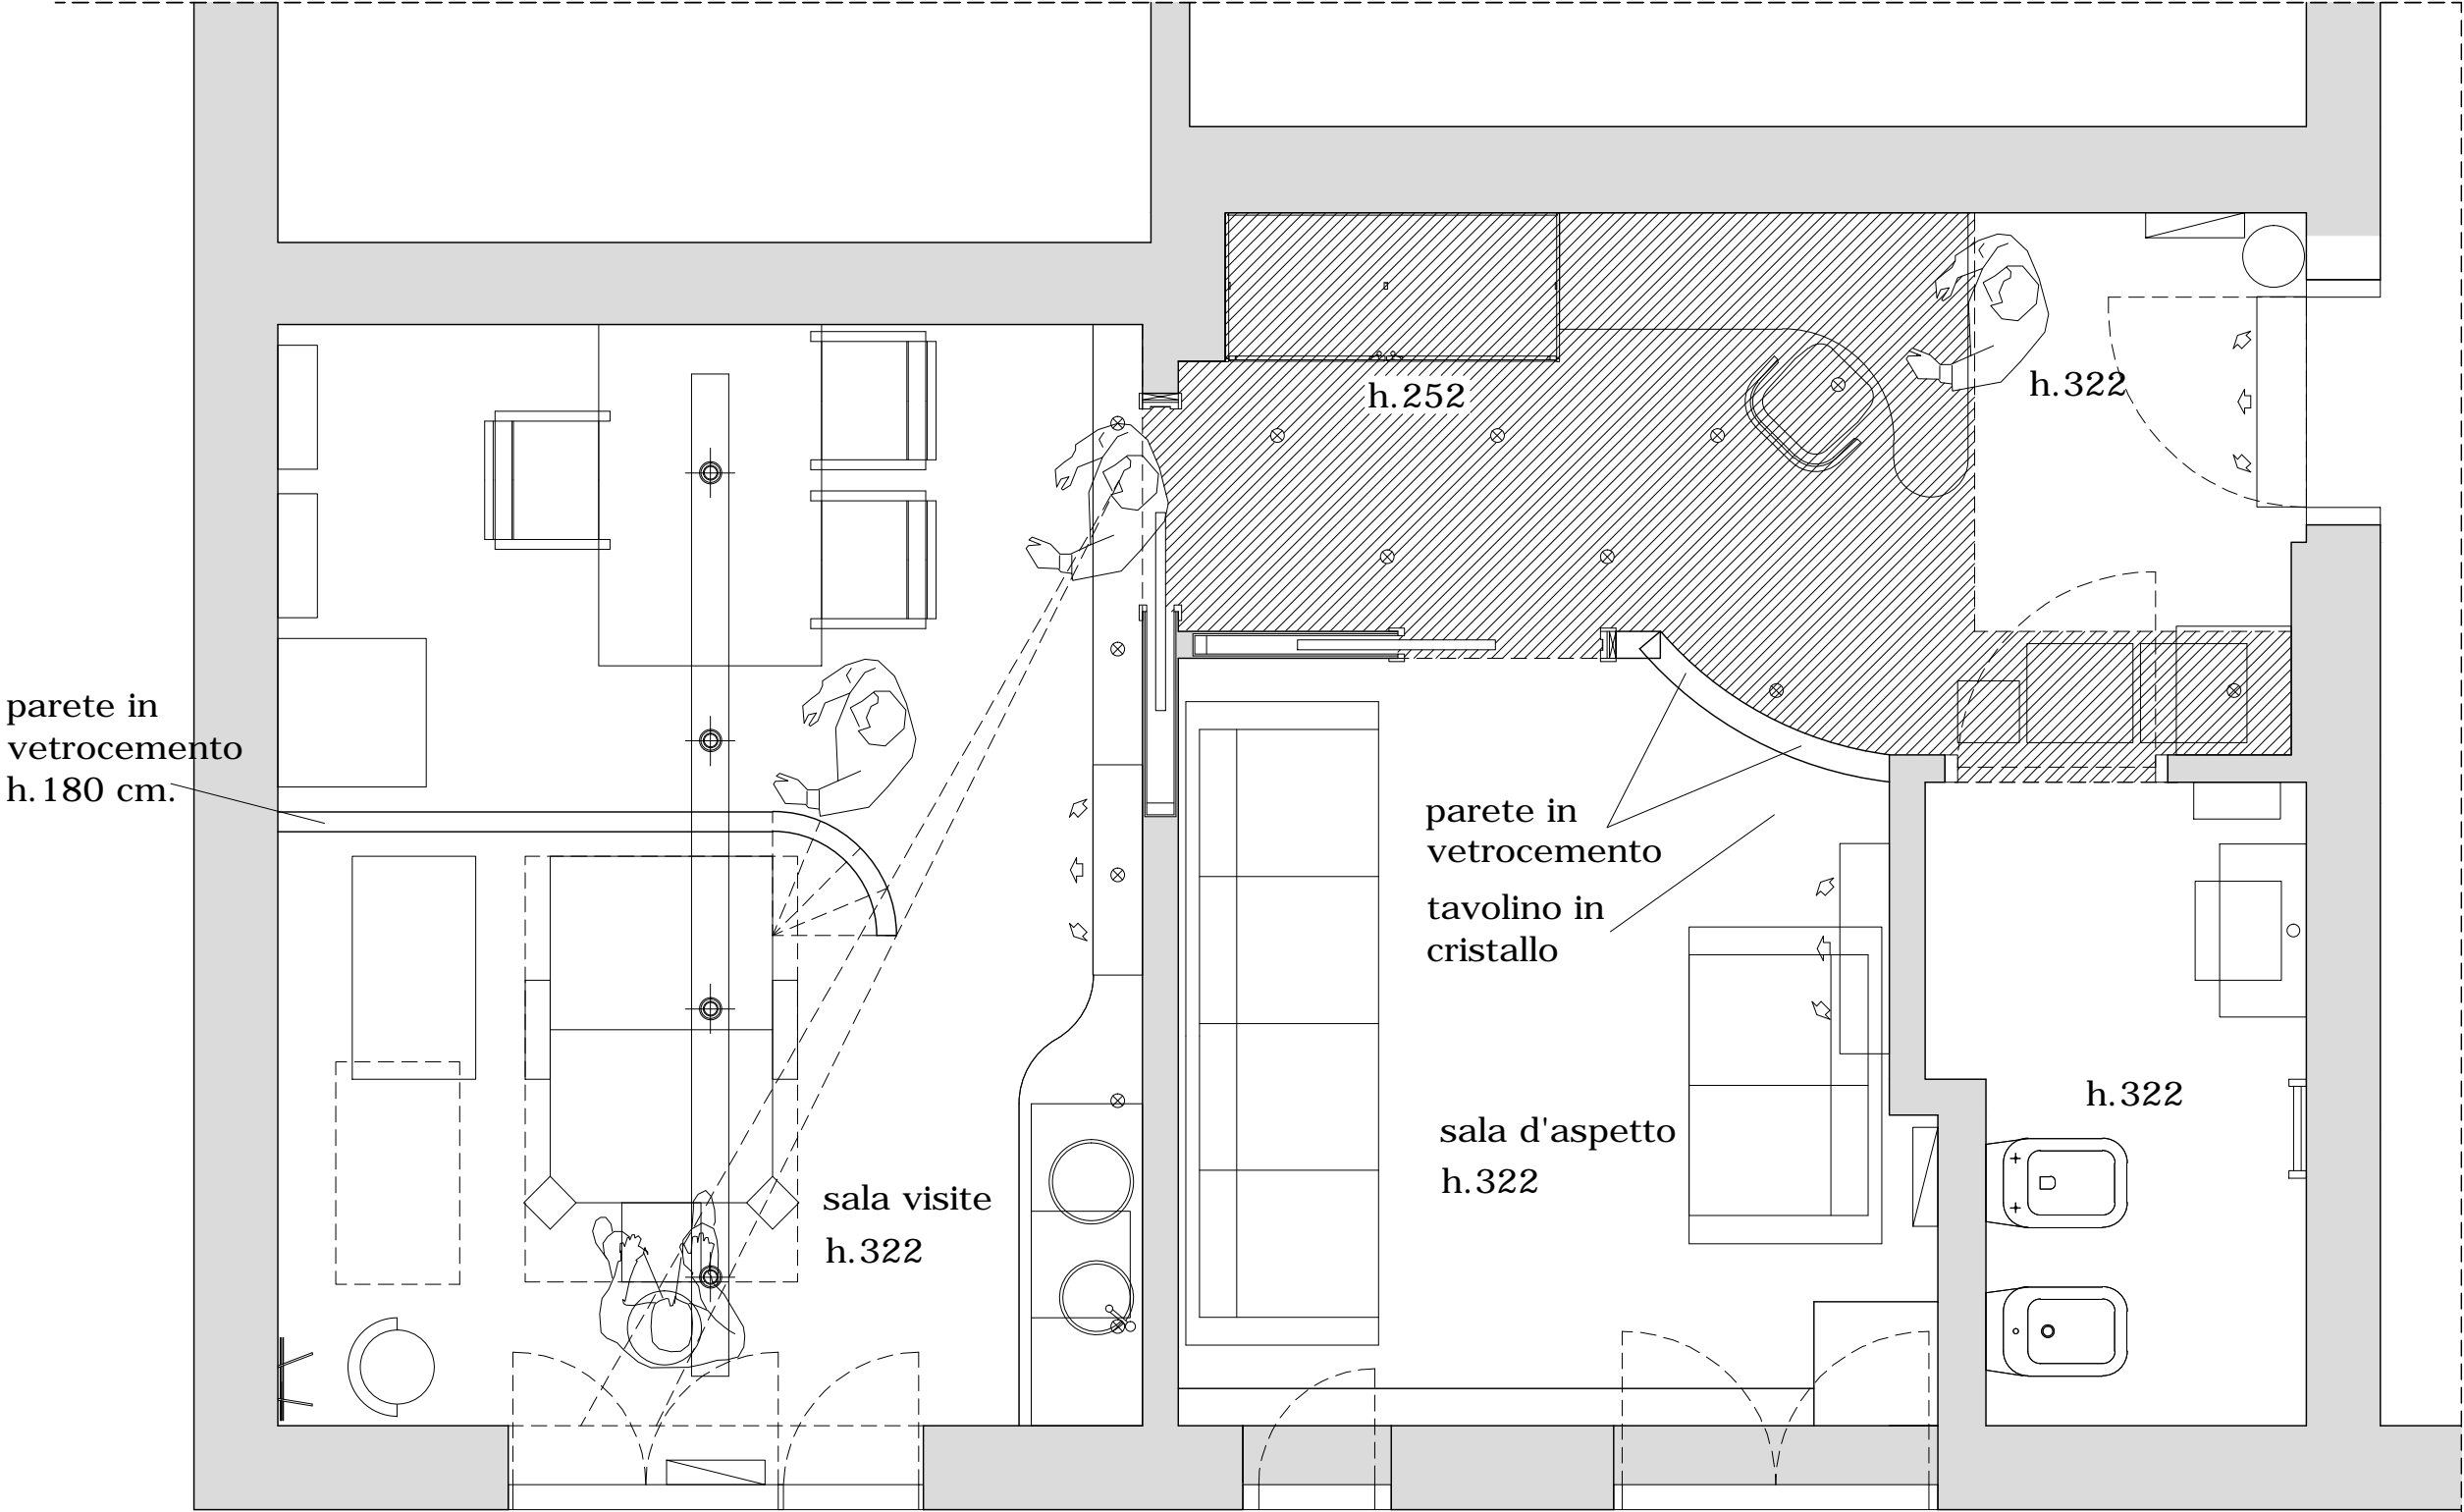 h.252
h.322
parete in
vetrocemento
h.180 cm.
parete in
vetrocemento
tavolino in
cristallo
h.322
sala d'aspetto
h.322
sala visite
h.322